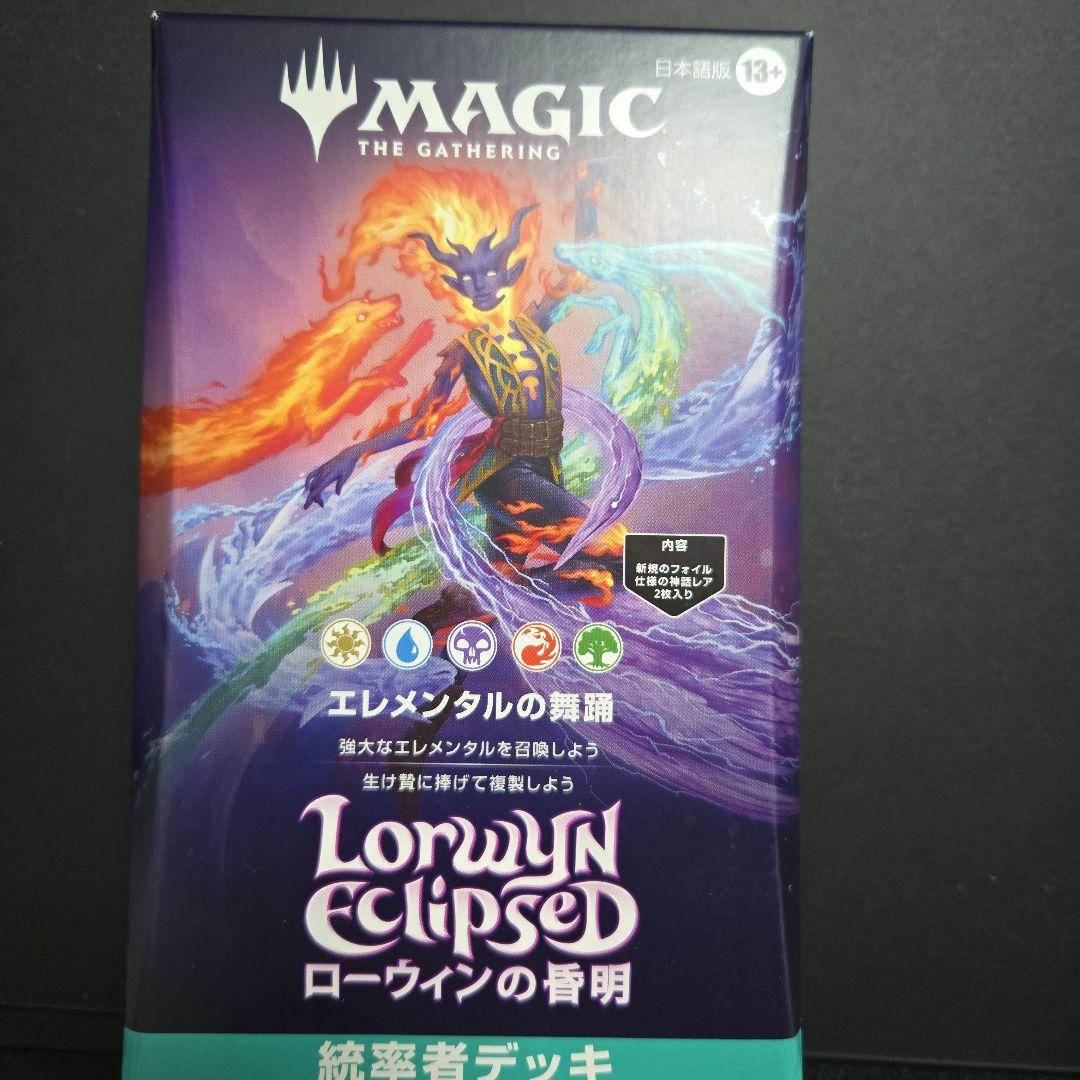 日本語版 13+
MAGIC
THE GATHERING
内容
新規のフォイル
仕様の神話レア
2枚入り
エレメンタルの舞踊
強大なエレメンタルを召喚しよう
生け贄に捧げて複製しよう
Lorwyn
Eclipsed
ローウィンの昏明
統率者デッキ